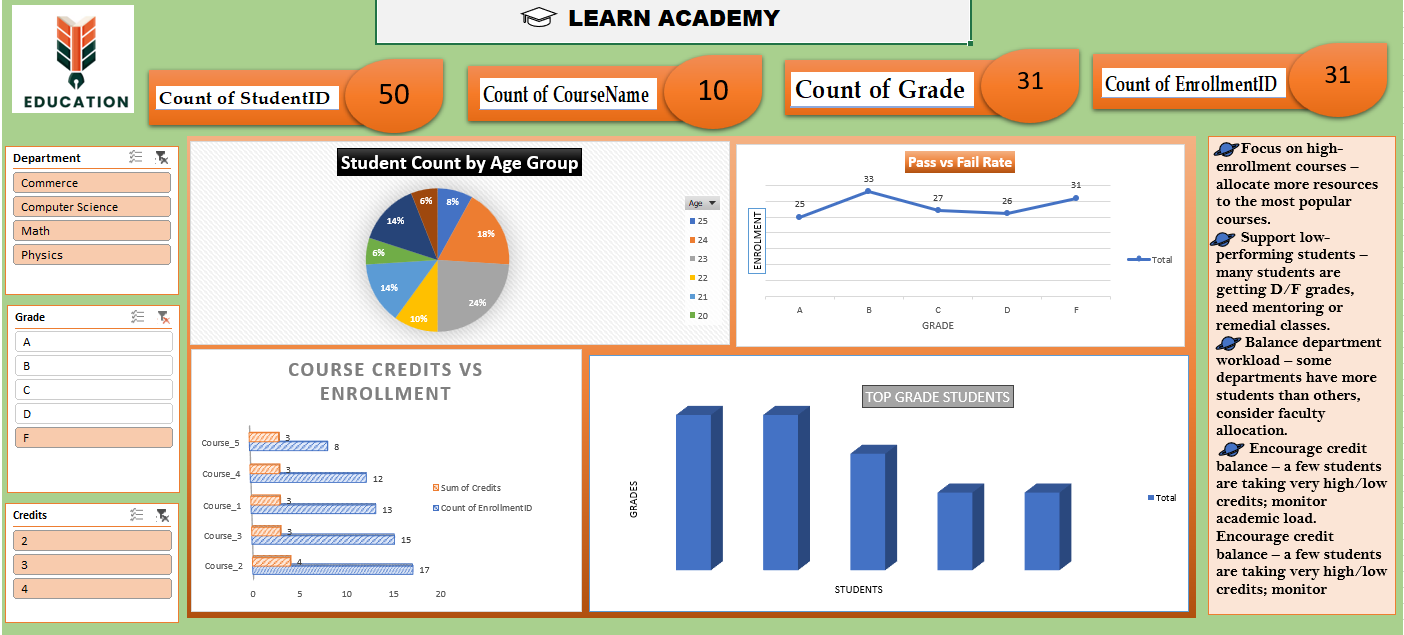 LEARN ACADEMY
EDUCATION
Count of StudentID
50
Count of CourseName
10
Count of Grade
31
Count of EnrollmentID
31
Department
Commerce
Computer Science
Math
Physics
Grade
A
B
C
D
F
Credits
2
3
4
Student Count by Age Group
6%
8%
14%
18%
6%
14%
24%
10%
Age
25
24
23
22
21
20
Pass vs Fail Rate
ENROLMENT
25
33
27
26
31
A
B
C
D
F
GRADE
Total
COURSE CREDITS VS
ENROLLMENT
Course_5
3
8
Course_4
3
12
Course_1
3
13
Course_3
3
15
Course_2
4
17
0
5
10
15
20
Sum of Credits
Count of EnrollmentID
TOP GRADE STUDENTS
GRADES
STUDENTS
Total
Focus on high-
enrollment courses –
allocate more resources
to the most popular
courses.
Support low-
performing students –
many students are
getting D/F grades,
need mentoring or
remedial classes.
Balance department
workload – some
departments have more
students than others,
consider faculty
allocation.
Encourage credit
balance – a few students
are taking very high/low
credits; monitor
academic load.
Encourage credit
balance – a few students
are taking very high/low
credits; monitor